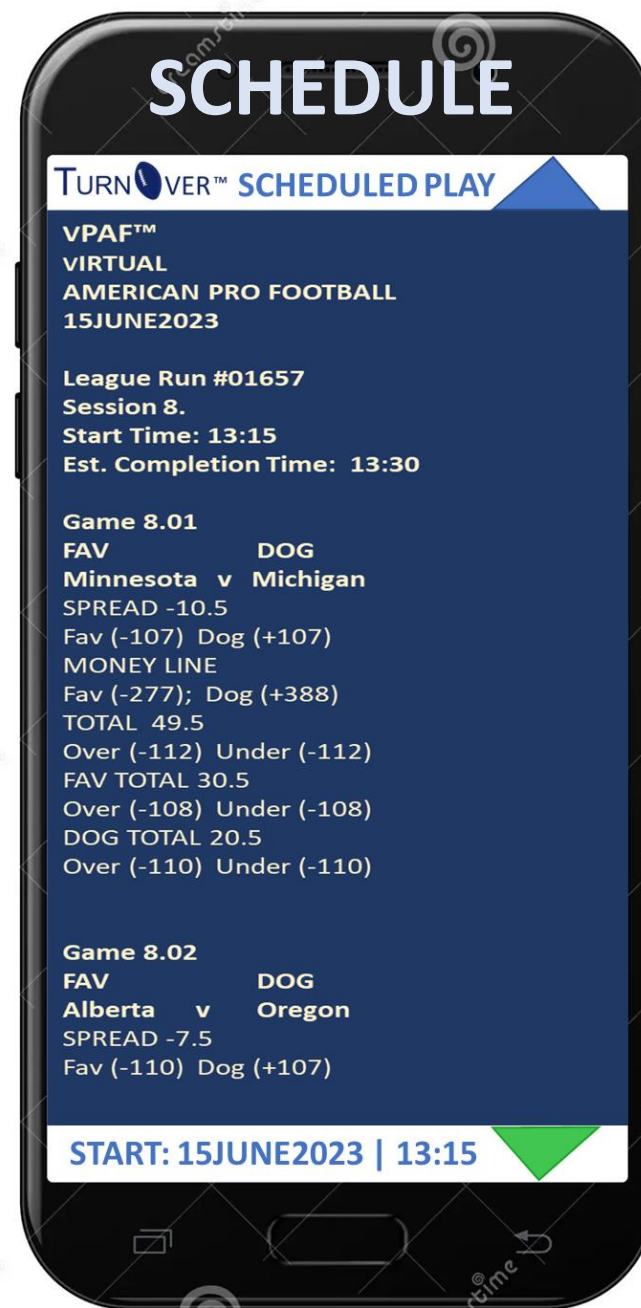 SCHEDULE
TURNOVER™ SCHEDULED PLAY
vPAF™
vIRTUAL
AMERICAN PRO FOOTBALL
15JUNE2023
League Run #01657
Session 8.
Start Time: 13:15
Est. Completion Time: 13:30
Game 8.01
FAV DOG
Minnesota v Michigan
SPREAD -10.5
Fav (-107) Dog (+107)
MONEY LINE
Fav (-277); Dog (+388)
TOTAL 49.5
Over (-112) Under (-112)
FAV TOTAL 30.5
Over (-108) Under (-108)
DOG TOTAL 20.5
Over (-110) Under (-110)
Game 8.02
FAV DOG
Alberta v Oregon
SPREAD -7.5
Fav (-110) Dog (+107)
START: 15JUNE2023 | 13:15